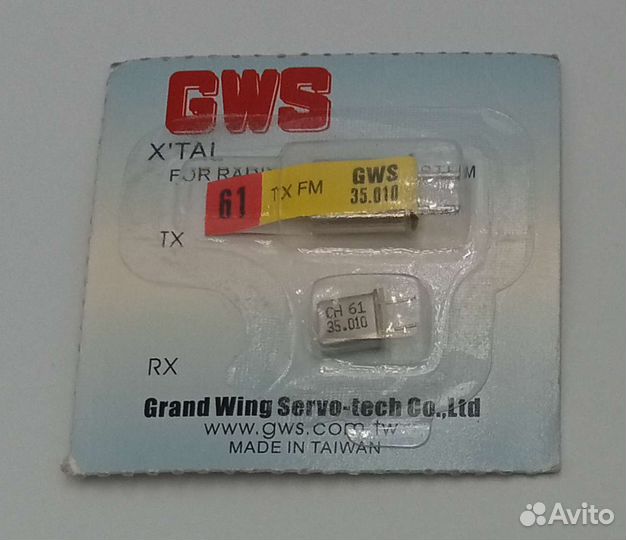 GWS
X'TAL
FOR
61 TX FM GWS 35.010
TX
CH 61
35.010
RX
Grand Wing Servo-tech Co.,Ltd
www.gws.com.tw
MADE IN TAIWAN
Avito